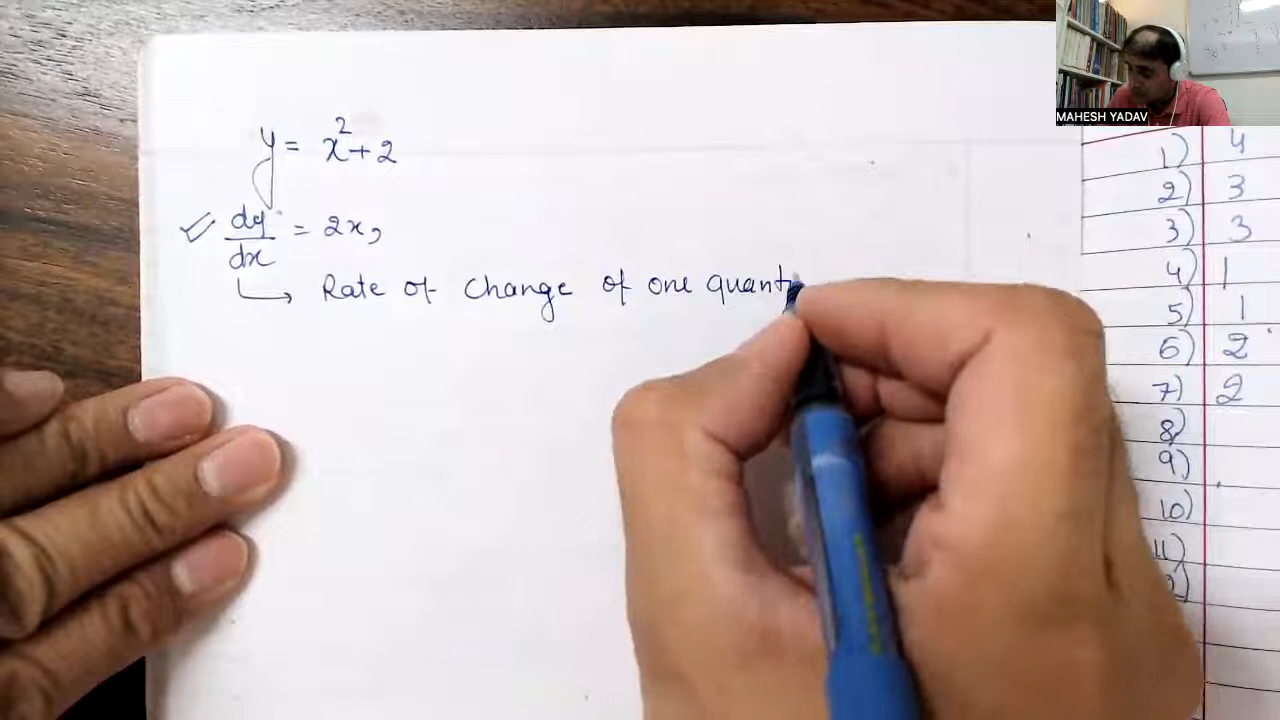 y = x² + 2
dy/dx = 2x,
↳ Rate of change of one quanti
MAHESH YADAV
1) 4
2) 3
3) 3
4) 1
5) 1
6) 2
7) 2
8)
9)
10)
11)